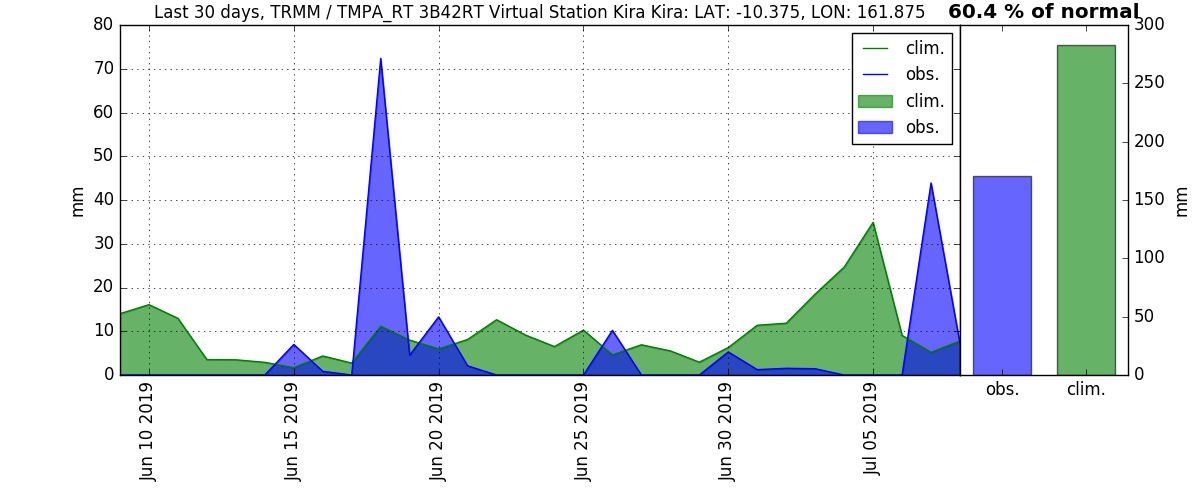 Last 30 days, TRMM / TMPA_RT 3B42RT Virtual Station Kira Kira: LAT: -10.375, LON: 161.875
60.4 % of normal
80
70
60
50
40
30
20
10
0
mm
clim.
obs.
clim.
obs.
Jun 10 2019
Jun 15 2019
Jun 20 2019
Jun 25 2019
Jun 30 2019
Jul 05 2019
300
250
200
150
100
50
0
mm
obs.
clim.